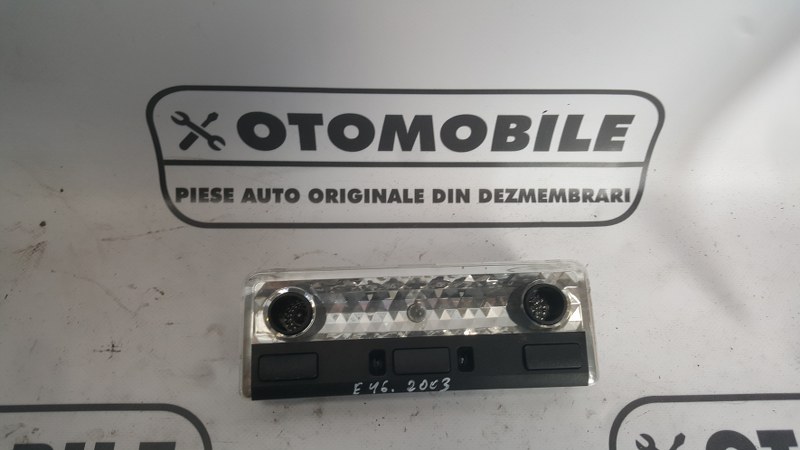 OTOMOBILE
PIESE AUTO ORIGINALE DIN DEZMEMBRARI
E46. 2003